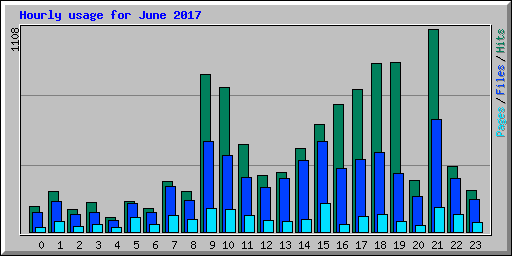 Hourly usage for June 2017
1108
Pages/Files/Hits
0 1 2 3 4 5 6 7 8 9 10 11 12 13 14 15 16 17 18 19 20 21 22 23